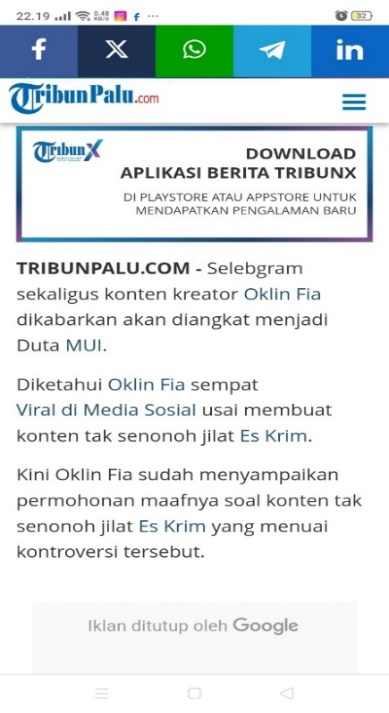 22.19 0.48 KB/S 32
TribunPalu.com
TribunX
DOWNLOAD
APLIKASI BERITA TRIBUNX
DI PLAYSTORE ATAU APPSTORE UNTUK
MENDAPATKAN PENGALAMAN BARU
TRIBUNPALU.COM - Selebgram
sekaligus konten kreator Oklin Fia
dikabarkan akan diangkat menjadi
Duta MUI.
Diketahui Oklin Fia sempat
Viral di Media Sosial usai membuat
konten tak senonoh jilat Es Krim.
Kini Oklin Fia sudah menyampaikan
permohonan maafnya soal konten tak
senonoh jilat Es Krim yang menuai
kontroversi tersebut.
Iklan ditutup oleh Google